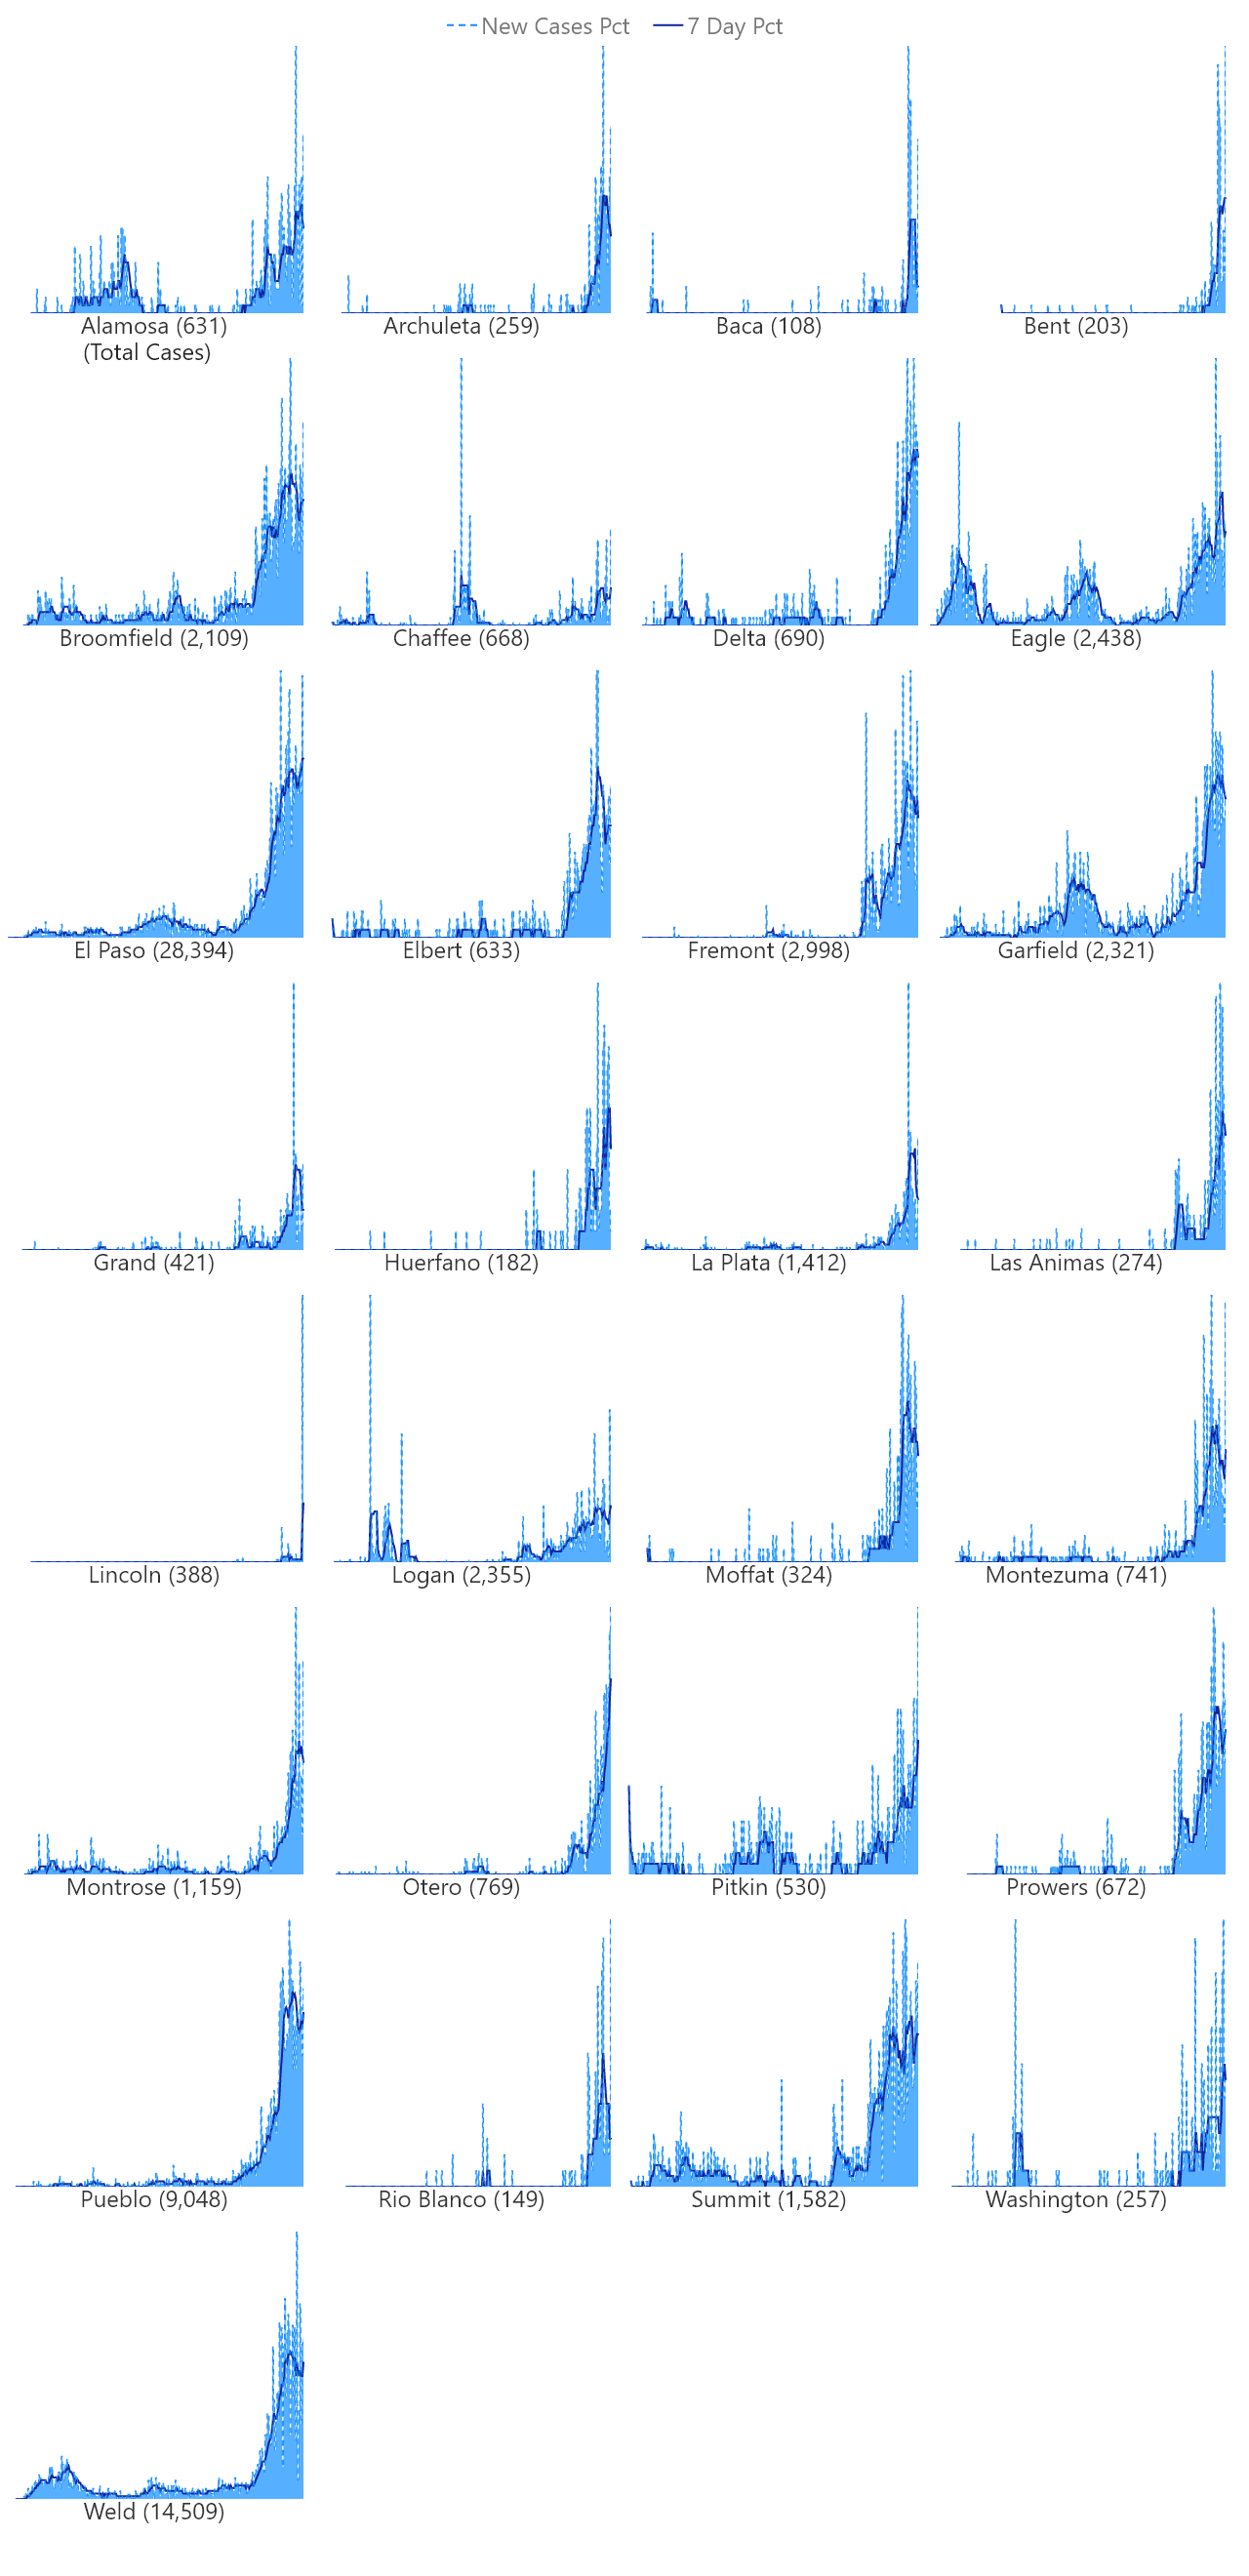 New Cases Pct 7 Day Pct
Alamosa (631) Archuleta (259) Baca (108) Bent (203)
(Total Cases)
Broomfield (2,109) Chaffee (668) Delta (690) Eagle (2,438)
El Paso (28,394) Elbert (633) Fremont (2,998) Garfield (2,321)
Grand (421) Huerfano (182) La Plata (1,412) Las Animas (274)
Lincoln (388) Logan (2,355) Moffat (324) Montezuma (741)
Montrose (1,159) Otero (769) Pitkin (530) Prowers (672)
Pueblo (9,048) Rio Blanco (149) Summit (1,582) Washington (257)
Weld (14,509)